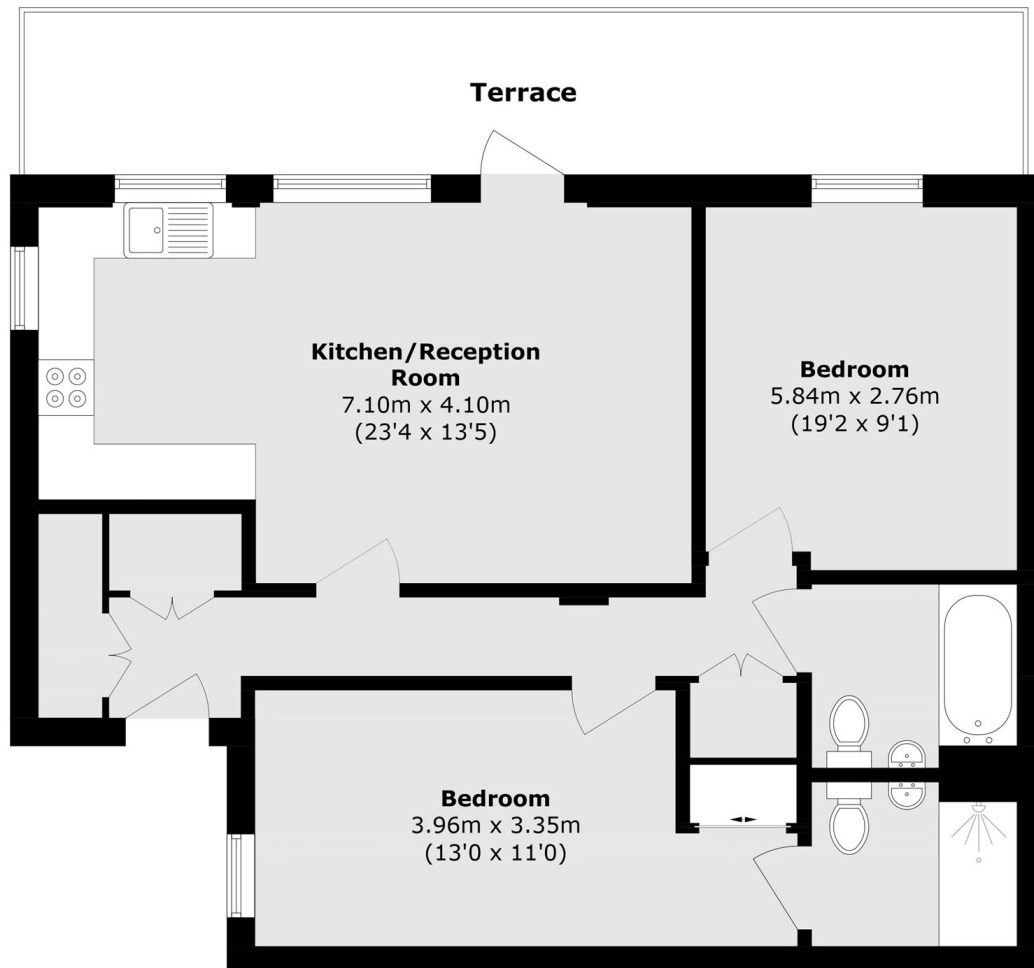 Terrace
Kitchen/Reception
Room
7.10m x 4.10m
(23'4 x 13'5)
Bedroom
5.84m x 2.76m
(19'2 x 9'1)
Bedroom
3.96m x 3.35m
(13'0 x 11'0)